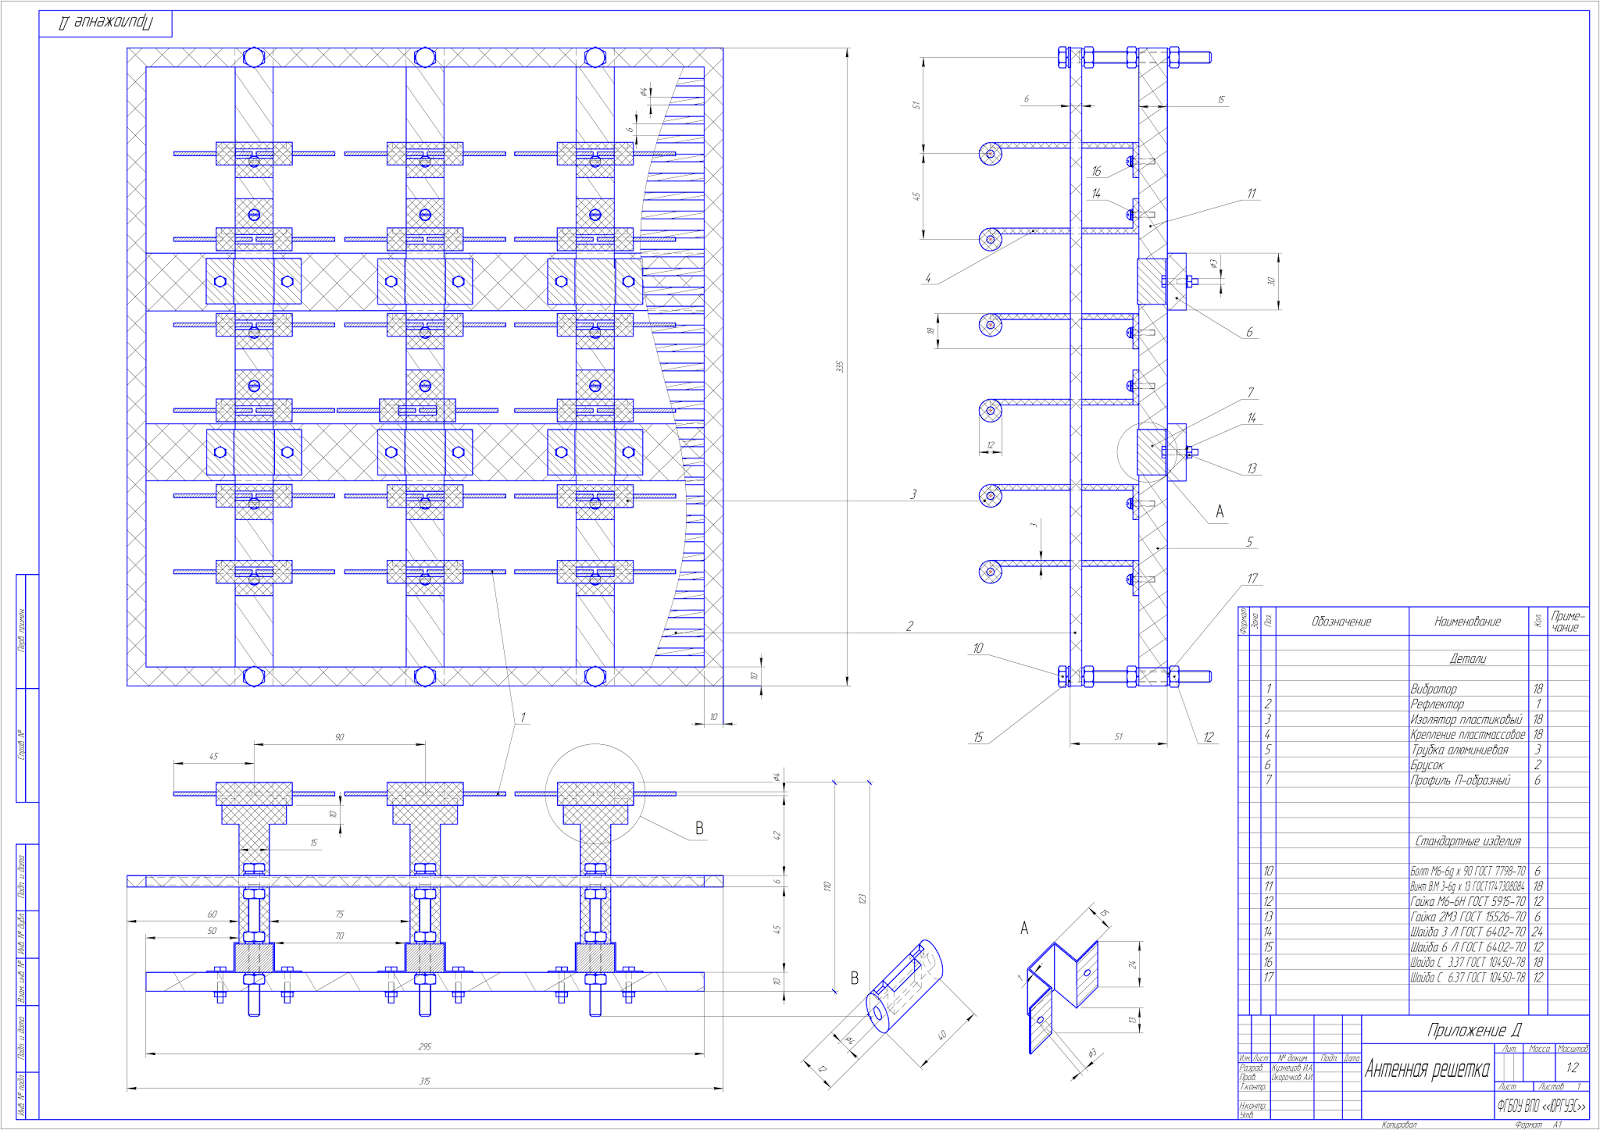 Приложение Д
ø4
6
335
10
10
3
2
1
51
45
6
15
16
14
11
4
ø3
30
6
18
7
14
12
13
А
3
5
17
10
15
51
12
90
45
ø4
10
15
В
42
6
110
123
60
75
50
70
45
10
295
315
В
ø4
12
40
А
15
1
24
13
ø3
Перв. примен.
Справ. №
Подп. и дата
Инв. № дубл.
Взам. инв. №
Подп. и дата
Инв. № подл.
Формат Зона Поз. Обозначение Наименование Кол. Приме-чание
Детали
1 Вибратор 18
2 Рефлектор 1
3 Изолятор пластиковый 18
4 Крепление пластмассовое 18
5 Трубка алюминиевая 3
6 Брусок 2
7 Профиль П-образный 6
Стандартные изделия
10 Болт М6-6g x 90 ГОСТ 7798-70 6
11 Винт В.М 3-6g x 13 ГОСТ1747308084 18
12 Гайка М6-6Н ГОСТ 5915-70 12
13 Гайка 2М3 ГОСТ 15526-70 6
14 Шайба 3 Л ГОСТ 6402-70 24
15 Шайба 6 Л ГОСТ 6402-70 12
16 Шайба С 3.37 ГОСТ 10450-78 18
17 Шайба С 6.37 ГОСТ 10450-78 12
Приложение Д
Изм. Лист № докум. Подп. Дата
Разраб. Кузнецов И.А.
Пров.
Т.контр.
Н.контр.
Утв.
Антенная решетка
Лит. Масса Масштаб
1:2
Лист Листов 1
ФГБОУ ВПО «ЮРГУЭС»
Копировал Формат А1